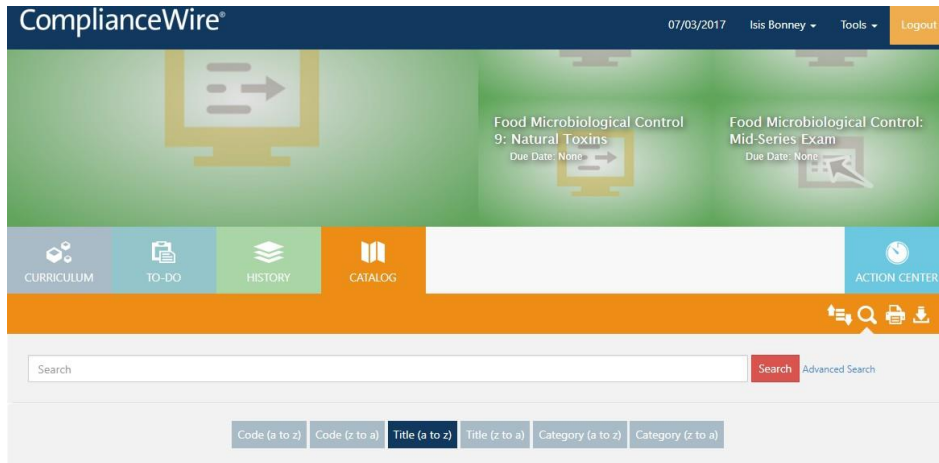 ComplianceWire®
07/03/2017 Isis Bonney Tools Logout
Food Microbiological Control
9: Natural Toxins
Due Date: None
Food Microbiological Control:
Mid-Series Exam
Due Date: None
CURRICULUM TO-DO HISTORY CATALOG ACTION CENTER
Search Search Advanced Search
Code (a to z) Code (z to a) Title (a to z) Title (z to a) Category (a to z) Category (z to a)